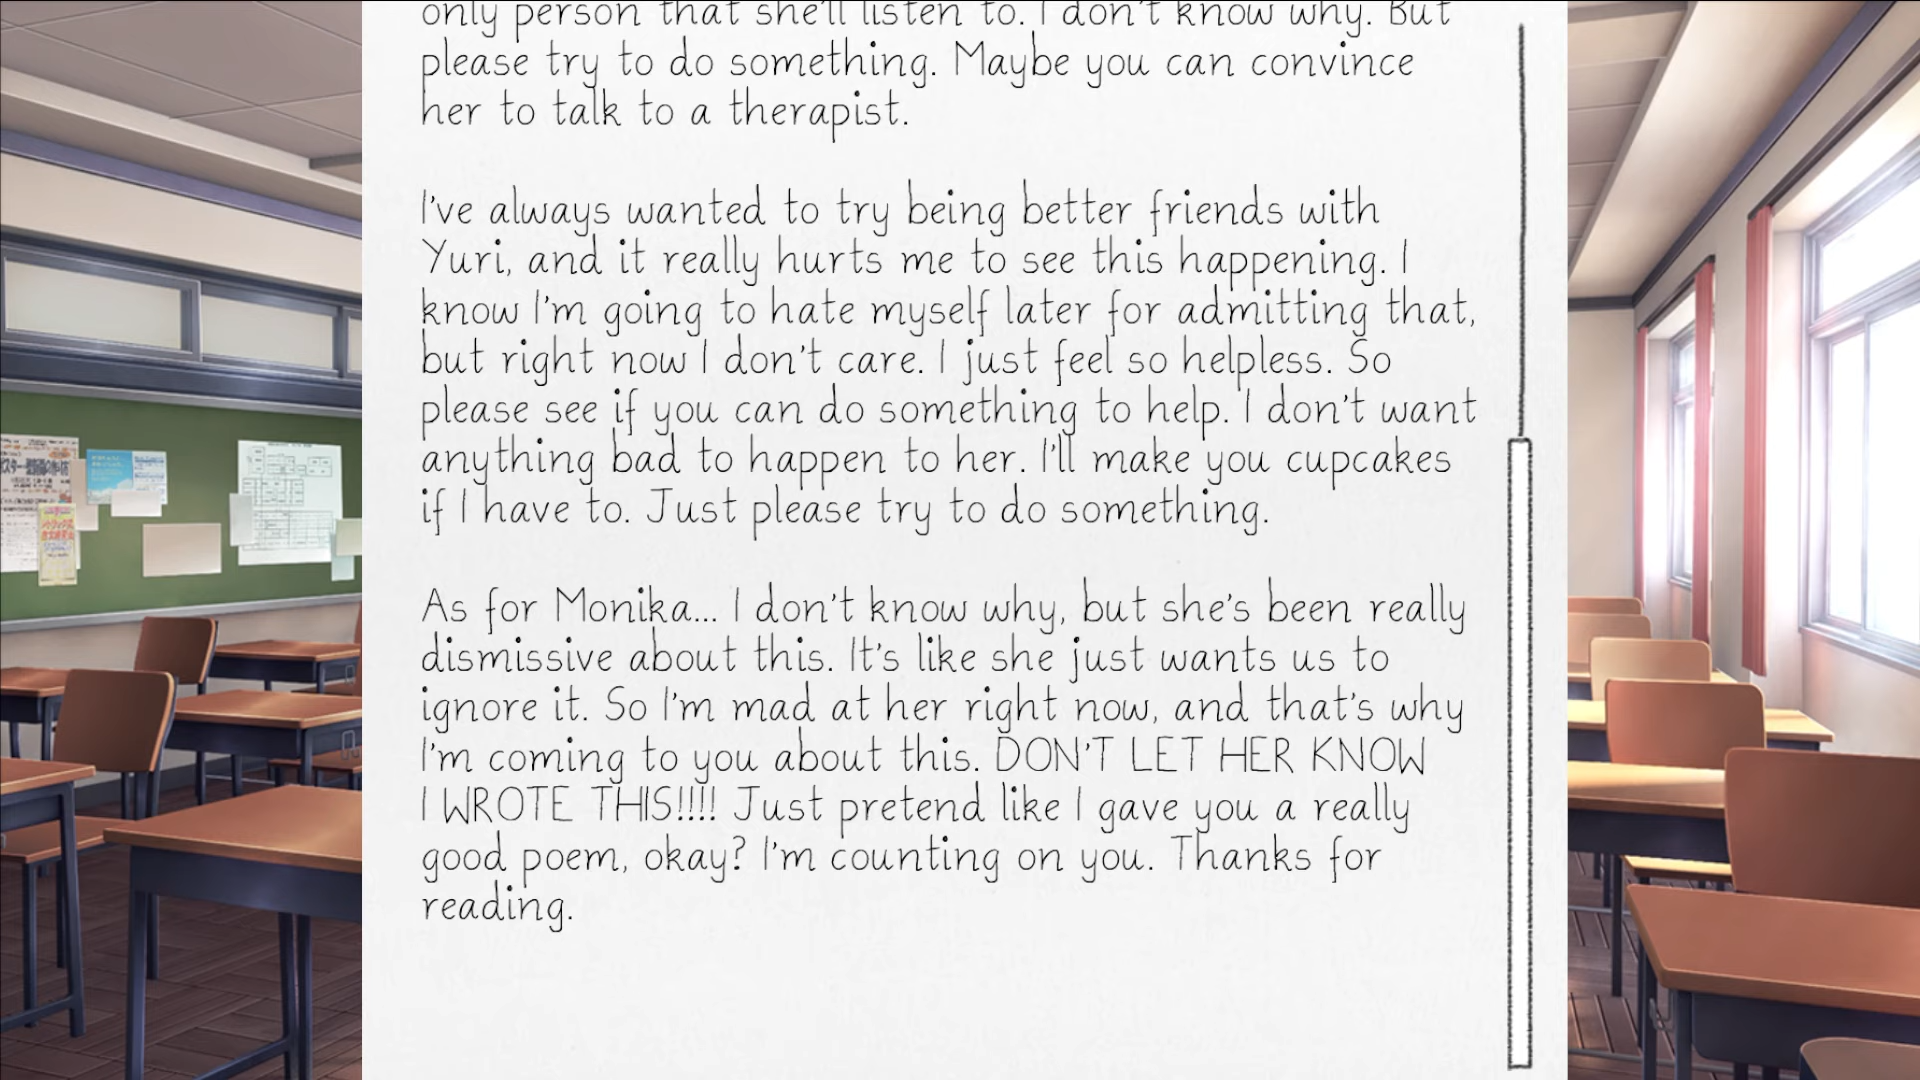 only person that she'll listen to. I don't know why. But
please try to do something. Maybe you can convince
her to talk to a therapist.
I've always wanted to try being better friends with
Yuri, and it really hurts me to see this happening. I
know I'm going to hate myself later for admitting that,
but right now I don't care. I just feel so helpless. So
please see if you can do something to help. I don't want
anything bad to happen to her. I'll make you cupcakes
if I have to. Just please try to do something.
As for Monika... I don't know why, but she's been really
dismissive about this. It's like she just wants us to
ignore it. So I'm mad at her right now, and that's why
I'm coming to you about this. DON'T LET HER KNOW
I WROTE THIS!!!! Just pretend like I gave you a really
good poem, okay? I'm counting on you. Thanks for
reading.